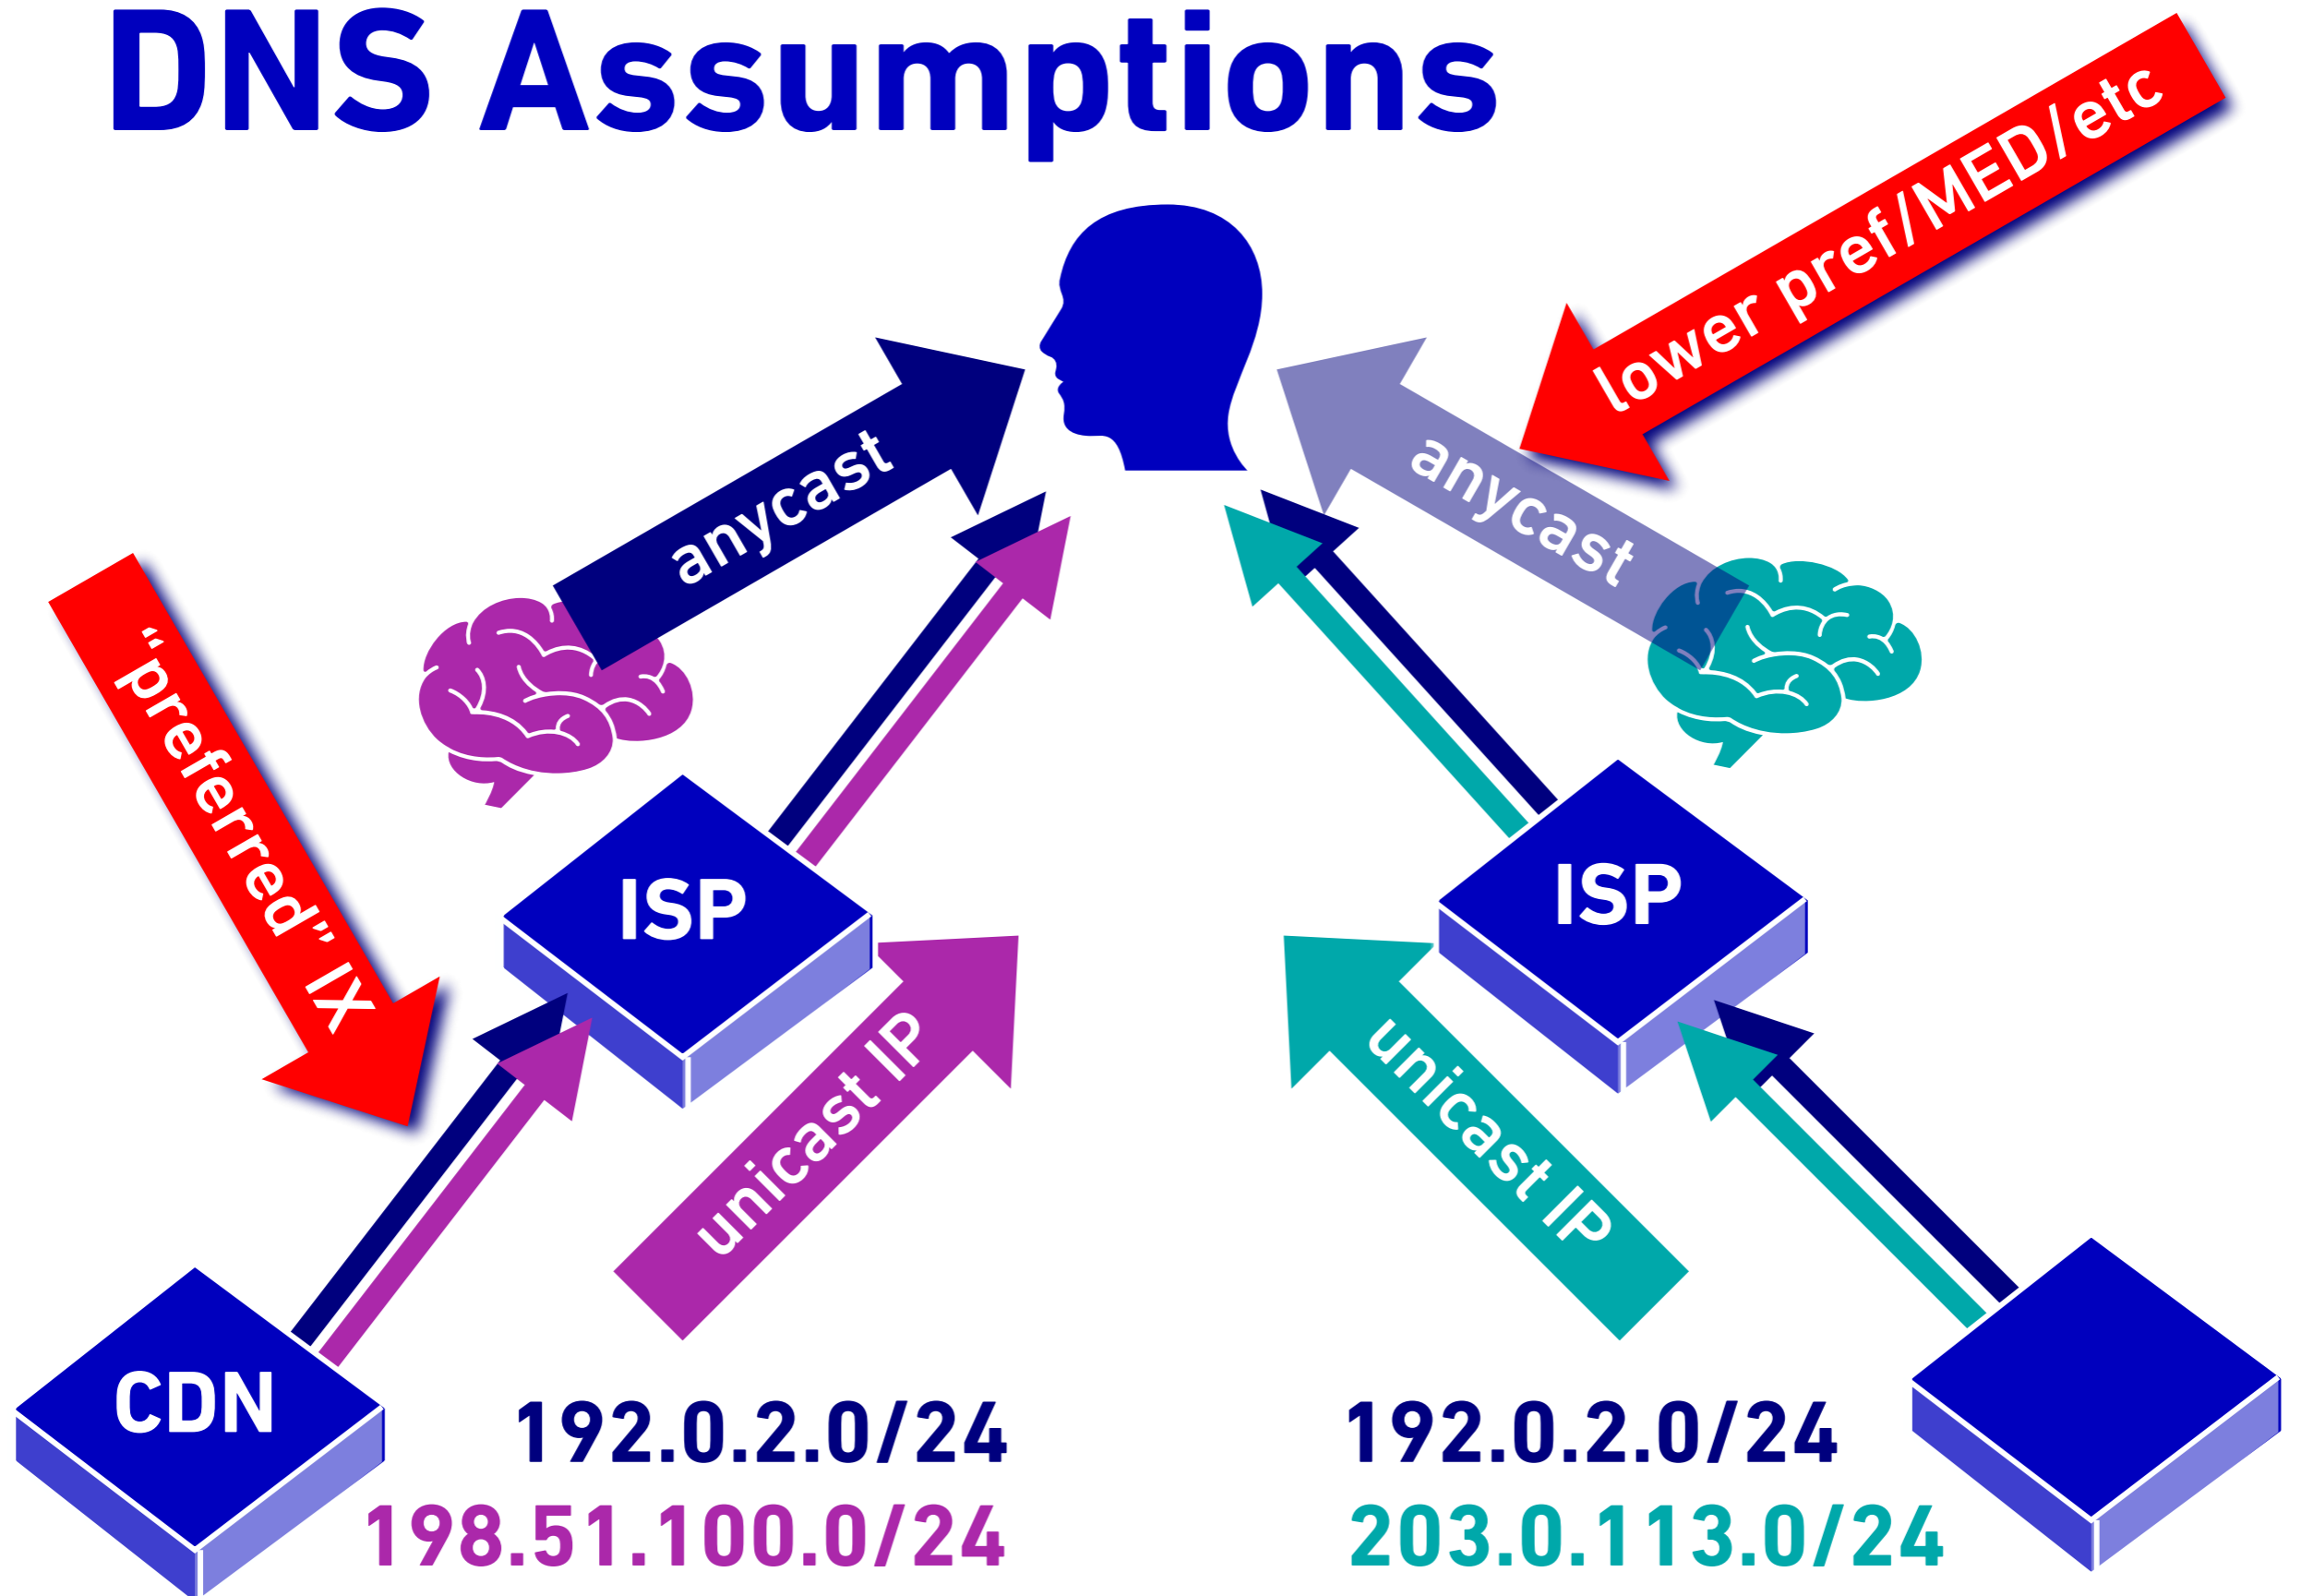 DNS Assumptions
lower pref/MED/etc
anycast
anycast
"preferred" IX
ISP
ISP
unicast IP
unicast IP
CDN
192.0.2.0/24
192.0.2.0/24
198.51.100.0/24
203.0.113.0/24